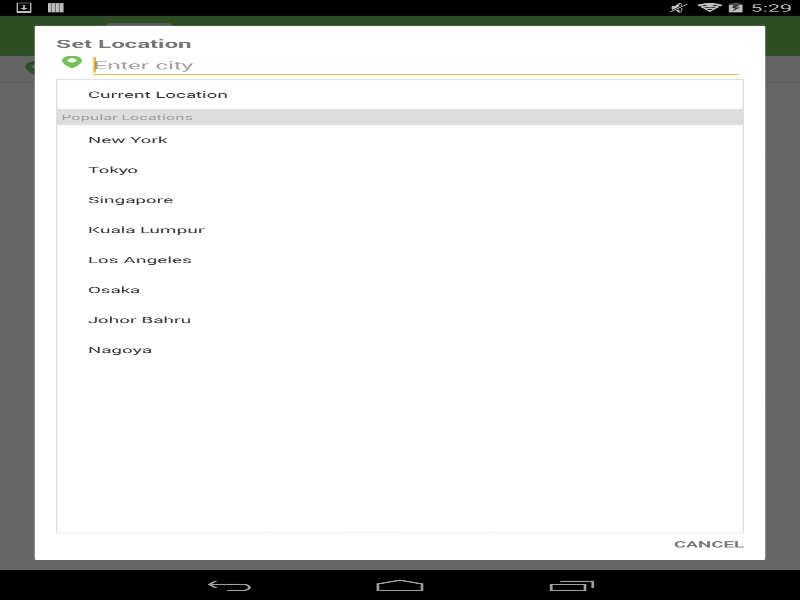 5:29
Set Location
Enter city
Current Location
Popular Locations
New York
Tokyo
Singapore
Kuala Lumpur
Los Angeles
Osaka
Johor Bahru
Nagoya
CANCEL